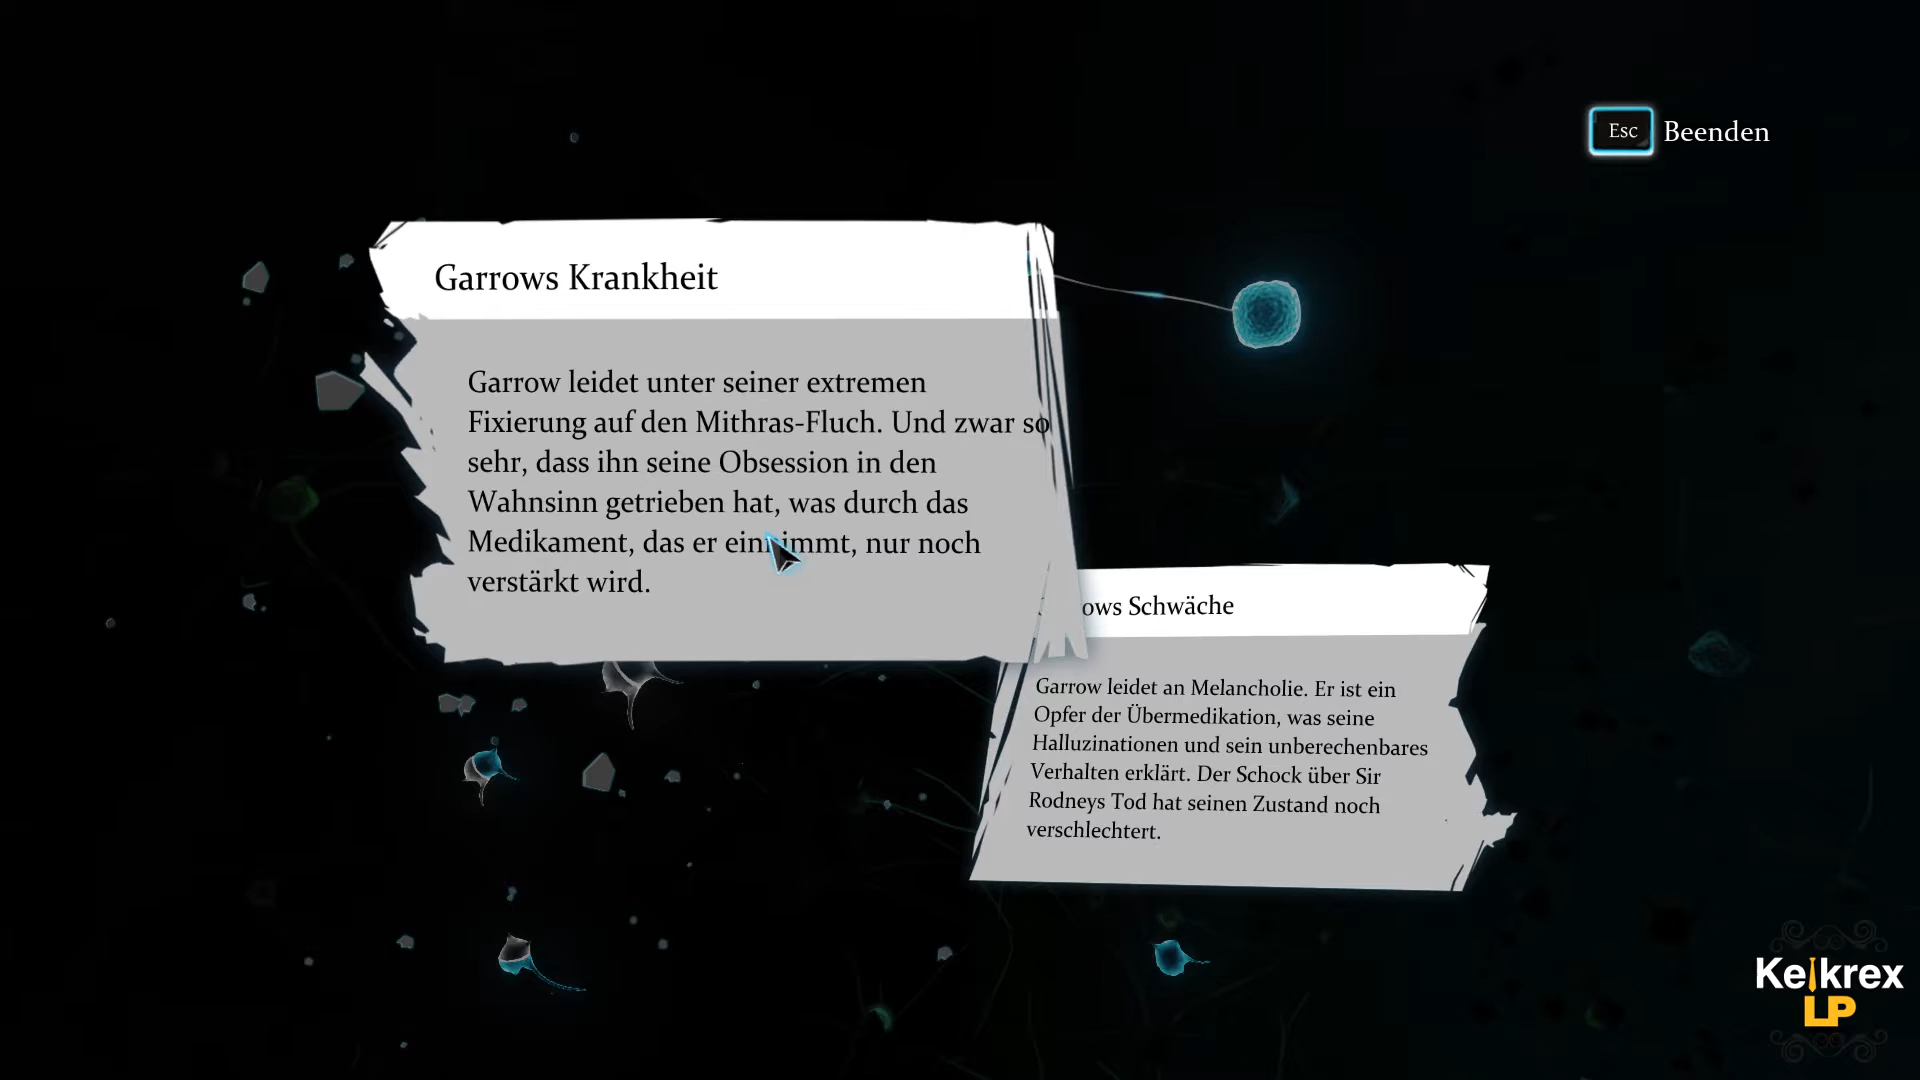 Esc Beenden
Garrows Krankheit
Garrow leidet unter seiner extremen
Fixierung auf den Mithras-Fluch. Und zwar so
sehr, dass ihn seine Obsession in den
Wahnsinn getrieben hat, was durch das
Medikament, das er einnimmt, nur noch
verstärkt wird.
ows Schwäche
Garrow leidet an Melancholie. Er ist ein
Opfer der Übermedikation, was seine
Halluzinationen und sein unberechenbares
Verhalten erklärt. Der Schock über Sir
Rodneys Tod hat seinen Zustand noch
verschlechtert.
Keikrex
LP